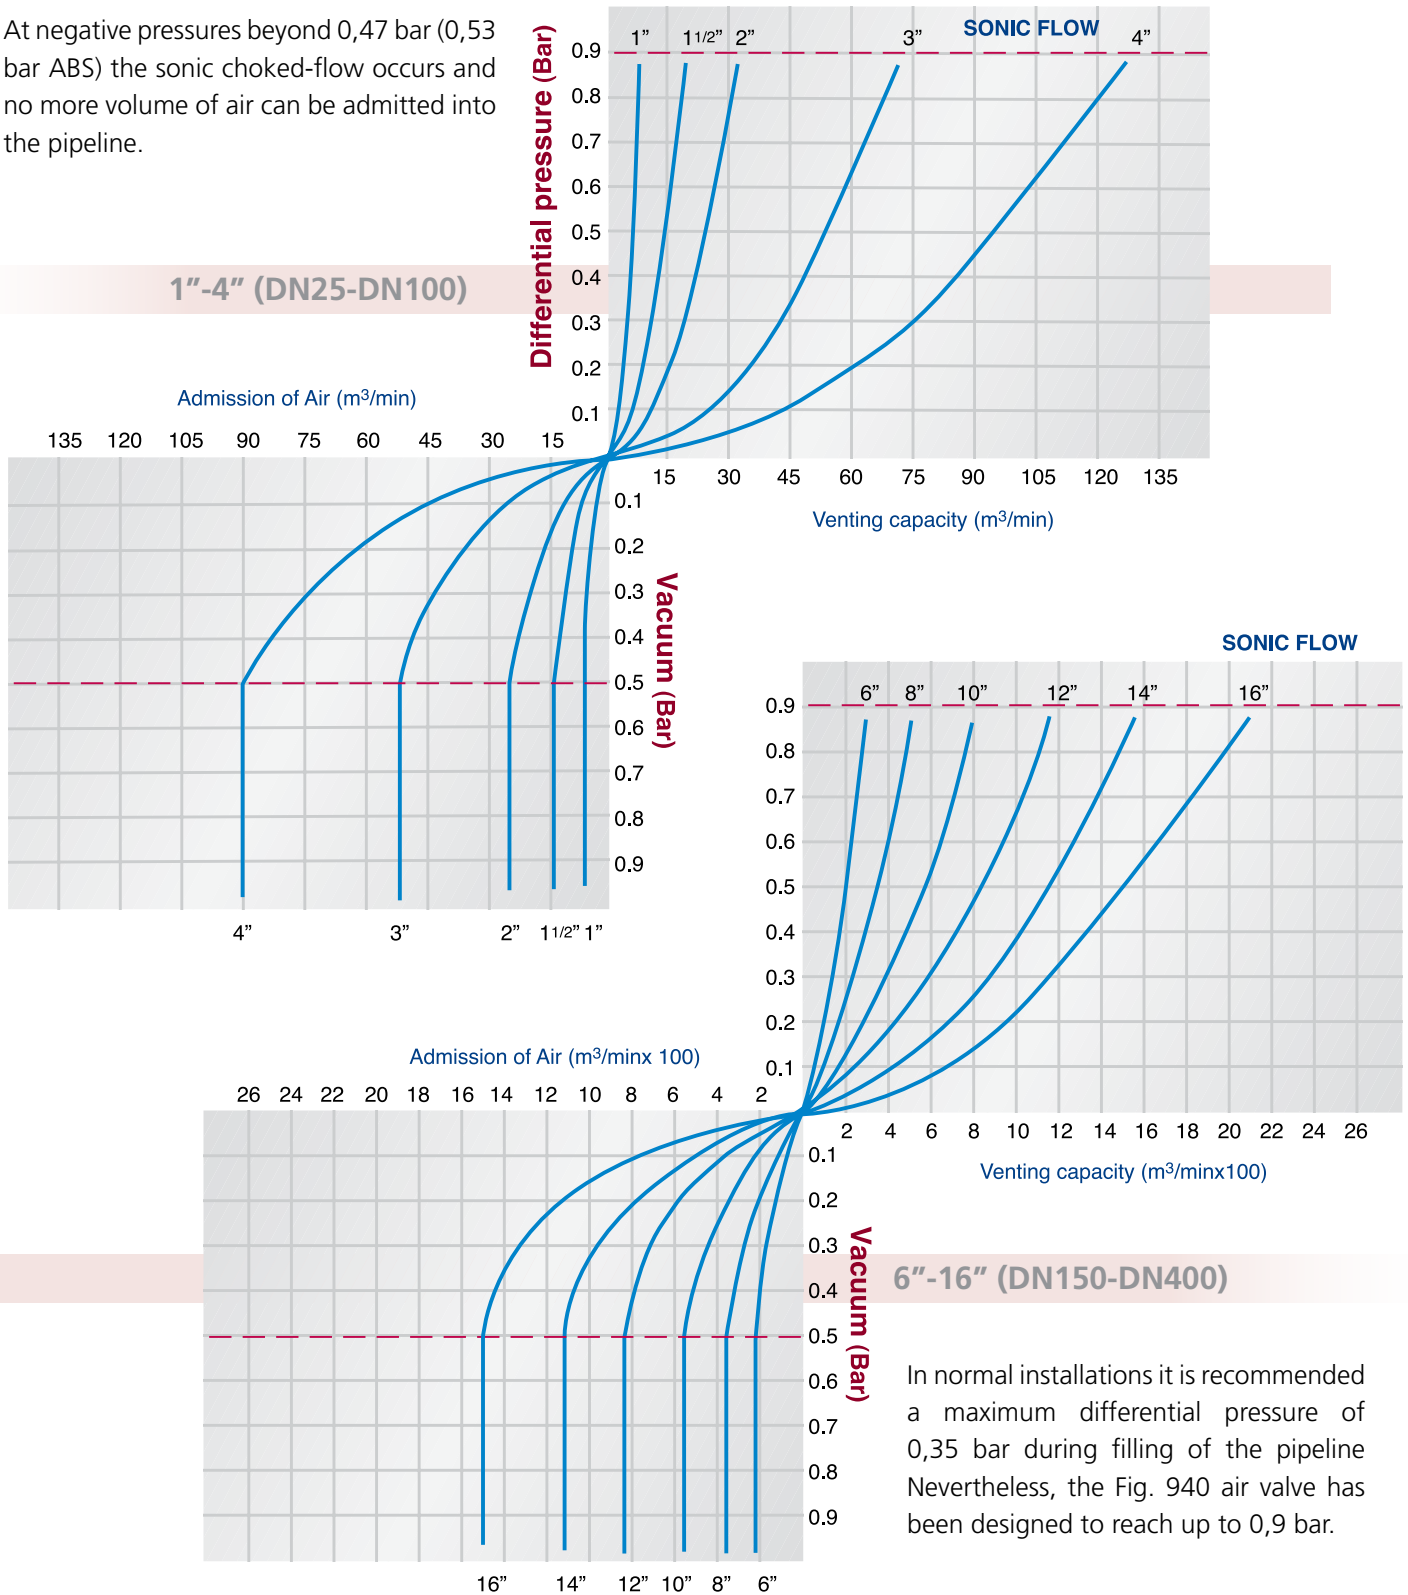 At negative pressures beyond 0,47 bar (0,53
bar ABS) the sonic choked-flow occurs and
no more volume of air can be admitted into
the pipeline.
1"-4" (DN25-DN100)
Differential pressure (Bar)
SONIC FLOW
1” 1 1/2” 2” 3” 4”
0.9
0.8
0.7
0.6
0.5
0.4
0.3
0.2
0.1
15 30 45 60 75 90 105 120 135
Venting capacity (m³/min)
Admission of Air (m³/min)
135 120 105 90 75 60 45 30 15
0.1
0.2
0.3
0.4
0.5
0.6
0.7
0.8
0.9
Vacuum (Bar)
4” 3” 2” 1 1/2” 1”
SONIC FLOW
6” 8” 10” 12” 14” 16”
0.9
0.8
0.7
0.6
0.5
0.4
0.3
0.2
0.1
2 4 6 8 10 12 14 16 18 20 22 24 26
Venting capacity (m³/minx100)
Admission of Air (m³/minx 100)
26 24 22 20 18 16 14 12 10 8 6 4 2
0.1
0.2
0.3
0.4
0.5
0.6
0.7
0.8
0.9
Vacuum (Bar)
16” 14” 12” 10” 8” 6”
6"-16" (DN150-DN400)
In normal installations it is recommended
a maximum differential pressure of
0,35 bar during filling of the pipeline
Nevertheless, the Fig. 940 air valve has
been designed to reach up to 0,9 bar.